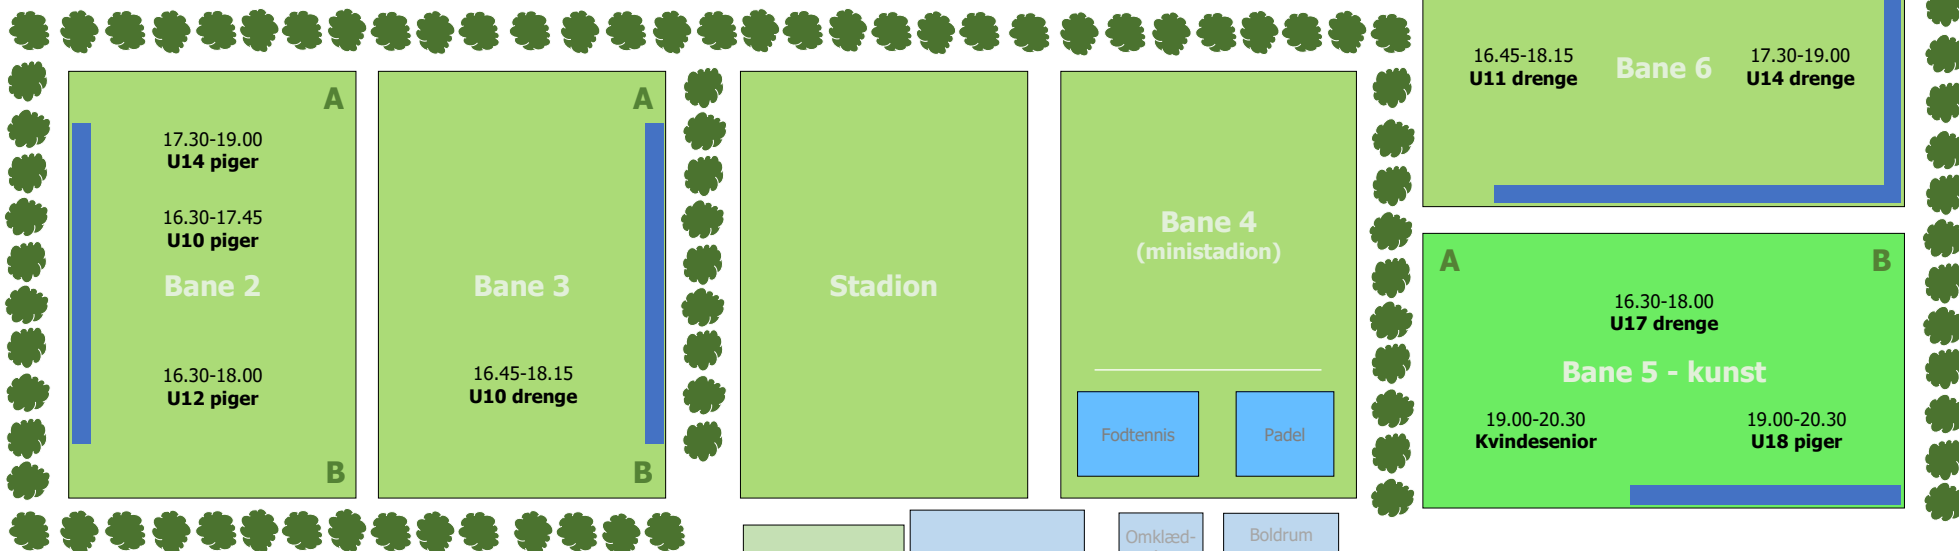 A
17.30-19.00
U14 piger
16.30-17.45
U10 piger
Bane 2
16.30-18.00
U12 piger
B
A
Bane 3
16.45-18.15
U10 drenge
B
Stadion
Bane 4
(ministadion)
Fodtennis
Padel
16.45-18.15
U11 drenge
Bane 6
17.30-19.00
U14 drenge
A
B
16.30-18.00
U17 drenge
Bane 5 - kunst
19.00-20.30
Kvindesenior
19.00-20.30
U18 piger
Omklæd-
Boldrum